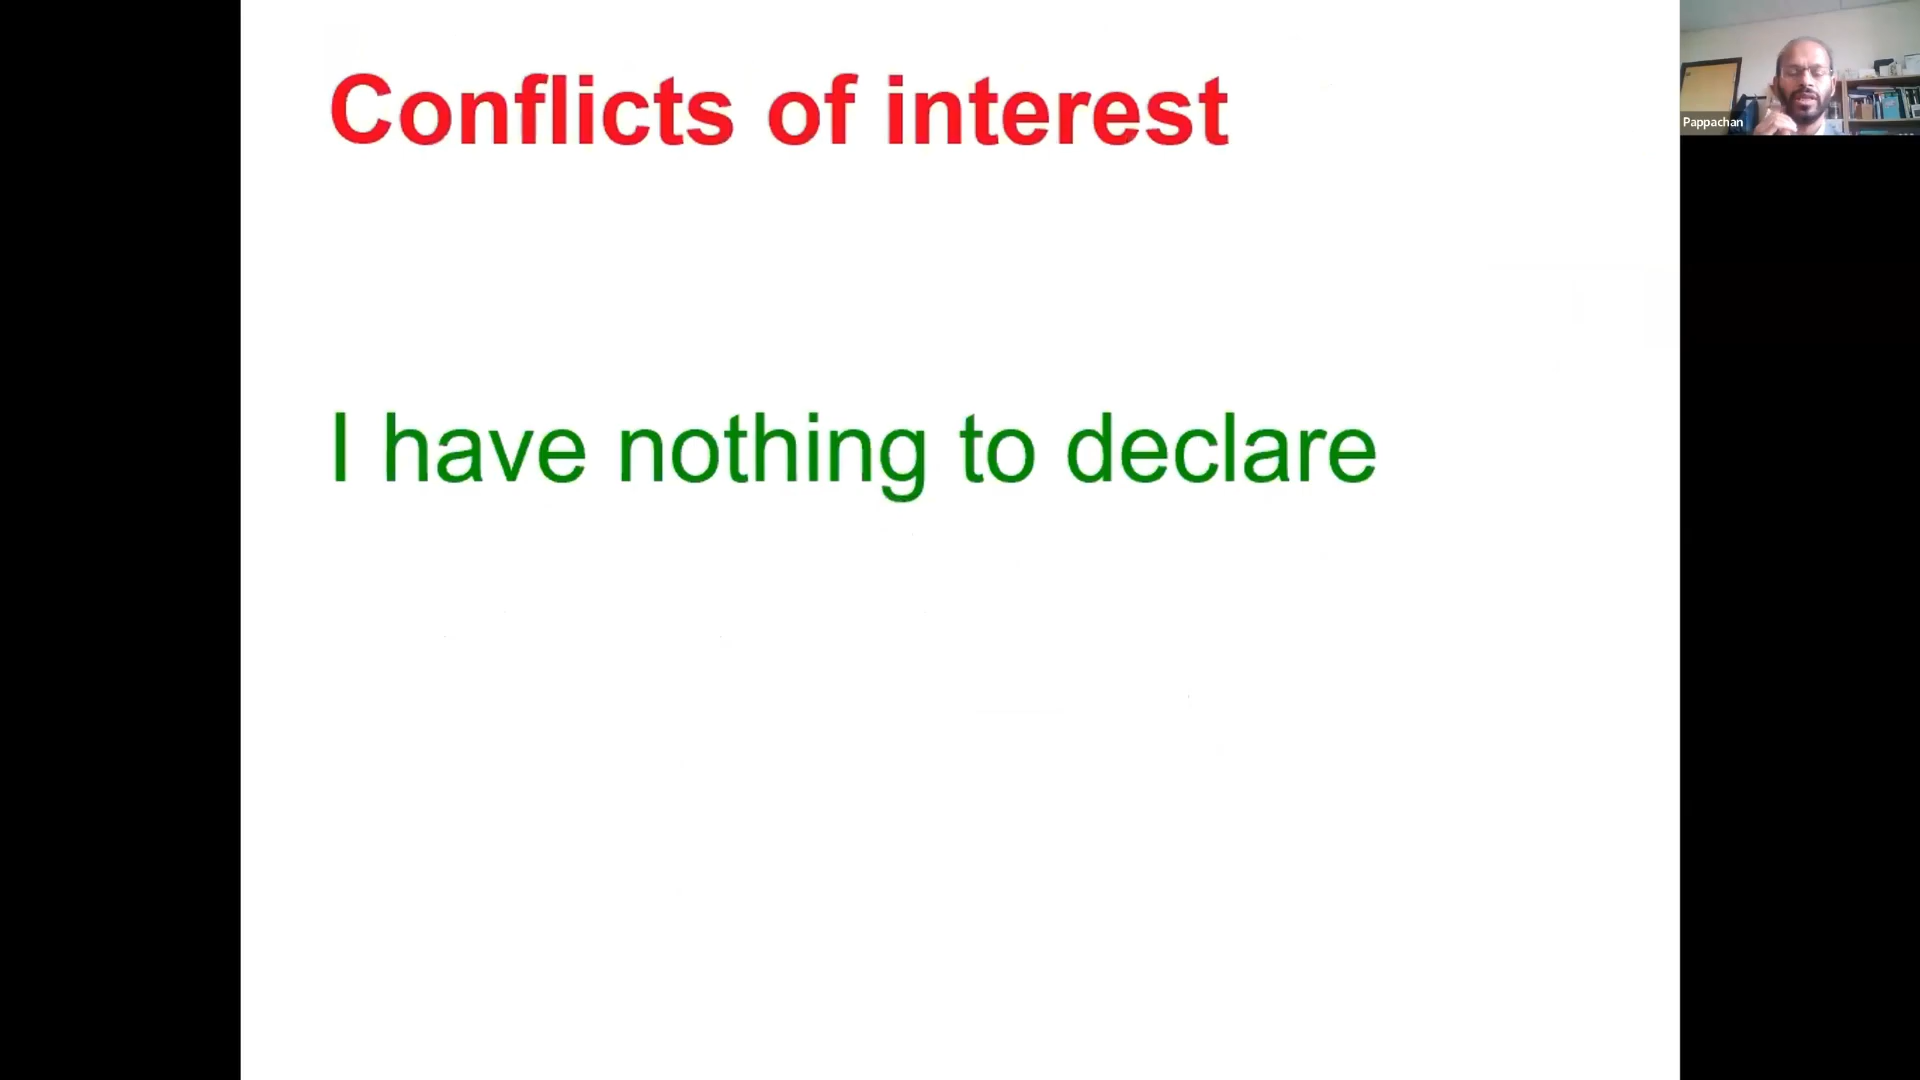 Conflicts of interest
Pappachan
I have nothing to declare